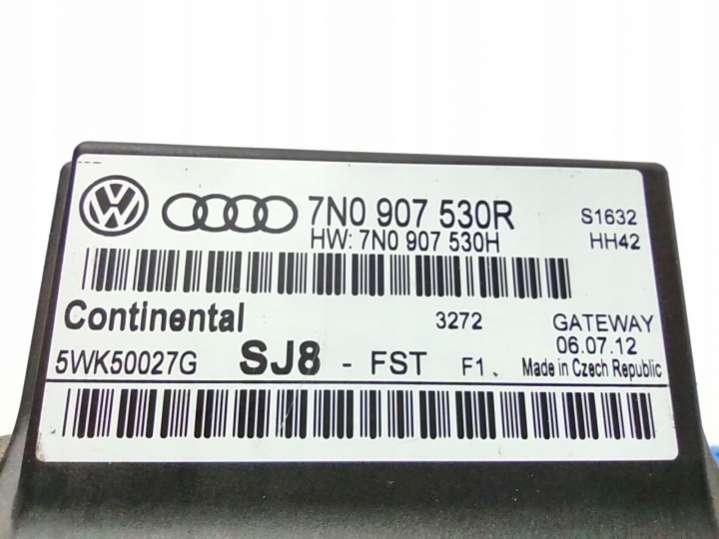 7N0 907 530R S1632
HW: 7N0 907 530H HH42
Continental 3272 GATEWAY
06.07.12
5WK50027G SJ8 - FST F1. Made in Czech Republic